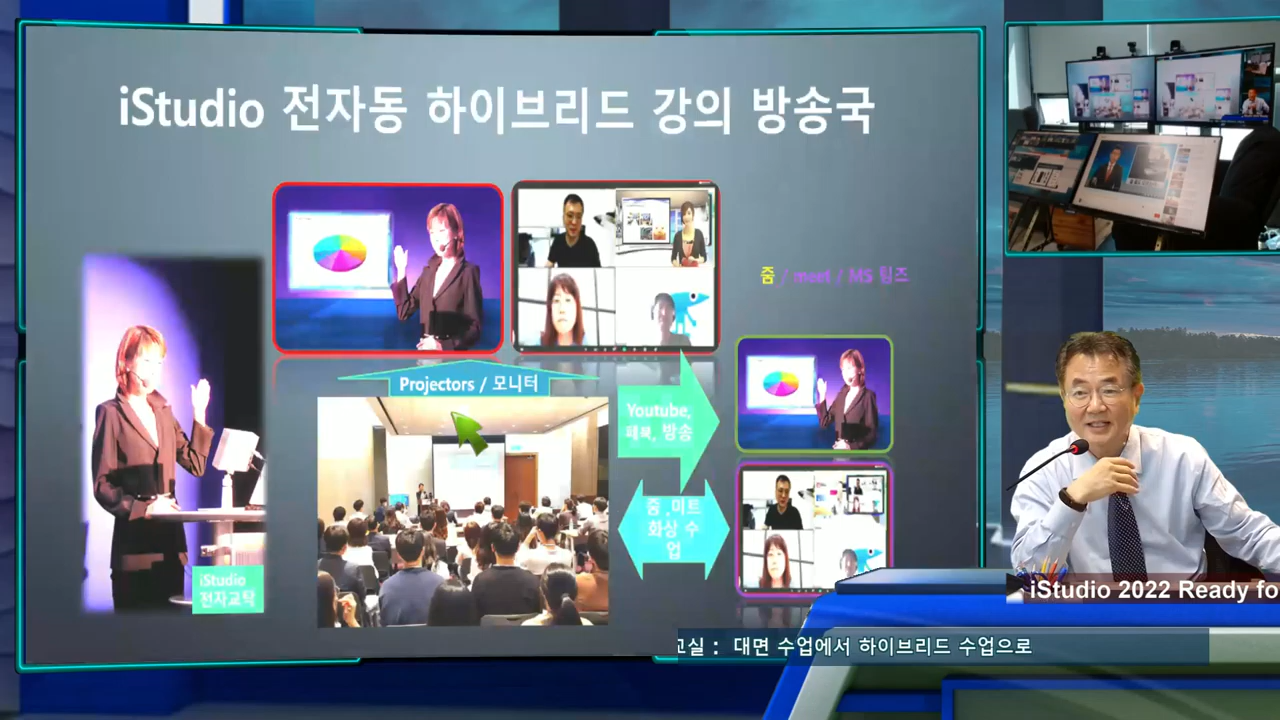 iStudio 전자동 하이브리드 강의 방송국
줌 / meet / MS 팀즈
Projectors / 모니터
Youtube,
페북, 방송
줌 ,미트
화상 수
업
iStudio
전자교탁
iStudio 2022 Ready fo
교실 : 대면 수업에서 하이브리드 수업으로